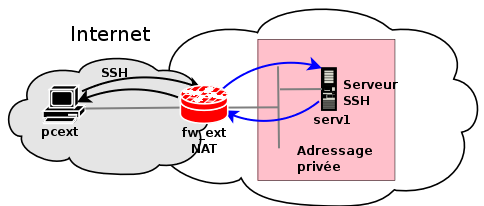 Internet
SSH
pcext
fw_ext
NAT
Serveur
SSH
serv1
Adressage
privée